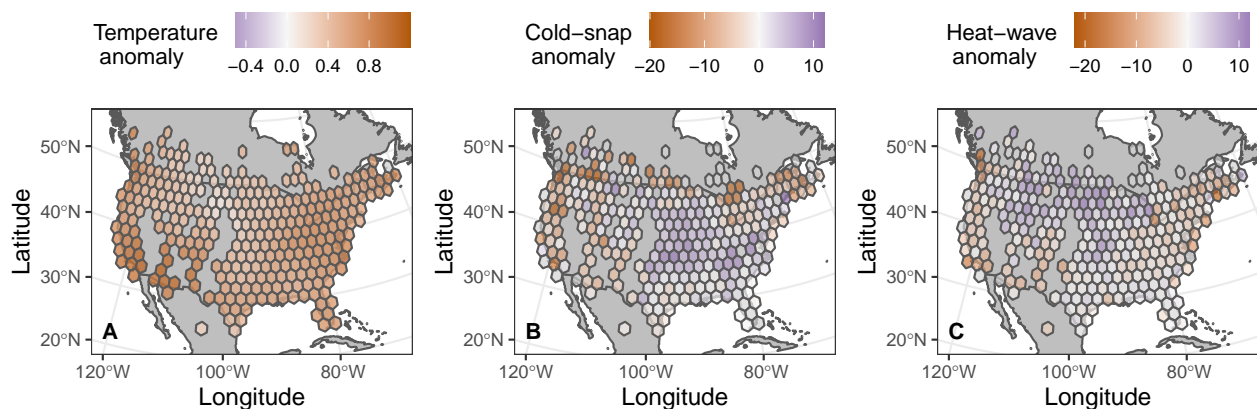 Temperature
anomaly
−0.4 0.0 0.4 0.8
50°N
40°N
30°N
20°N
Latitude
A
120°W 100°W 80°W
Longitude
Cold−snap
anomaly
−20 −10 0 10
50°N
40°N
30°N
20°N
Latitude
B
120°W 100°W 80°W
Longitude
Heat−wave
anomaly
−20 −10 0 10
50°N
40°N
30°N
20°N
Latitude
C
120°W 100°W 80°W
Longitude